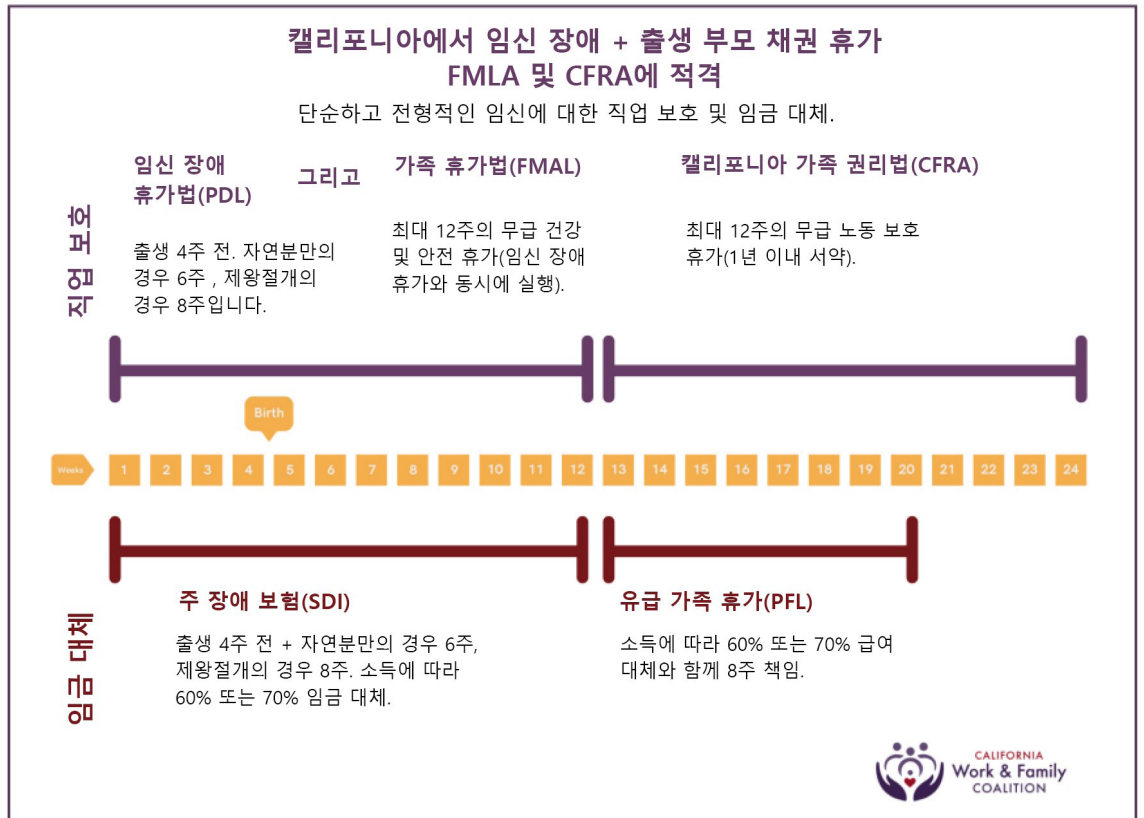 캘리포니아에서 임신 장애 + 출생 부모 채권 휴가
FMLA 및 CFRA에 적격
단순하고 전형적인 임신에 대한 직업 보호 및 임금 대체.
직업 보호
임신 장애
휴가법(PDL)
출생 4주 전. 자연분만의
경우 6주 , 제왕절개의
경우 8주입니다.
그리고
가족 휴가법(FMAL)
최대 12주의 무급 건강
및 안전 휴가(임신 장애
휴가와 동시에 실행).
캘리포니아 가족 권리법(CFRA)
최대 12주의 무급 노동 보호
휴가(1년 이내 서약).
Birth
Weeks 1 2 3 4 5 6 7 8 9 10 11 12 13 14 15 16 17 18 19 20 21 22 23 24
임금 대체
주 장애 보험(SDI)
출생 4주 전 + 자연분만의 경우 6주,
제왕절개의 경우 8주. 소득에 따라
60% 또는 70% 임금 대체.
유급 가족 휴가(PFL)
소득에 따라 60% 또는 70% 급여
대체와 함께 8주 책임.
CALIFORNIA
Work & Family
COALITION